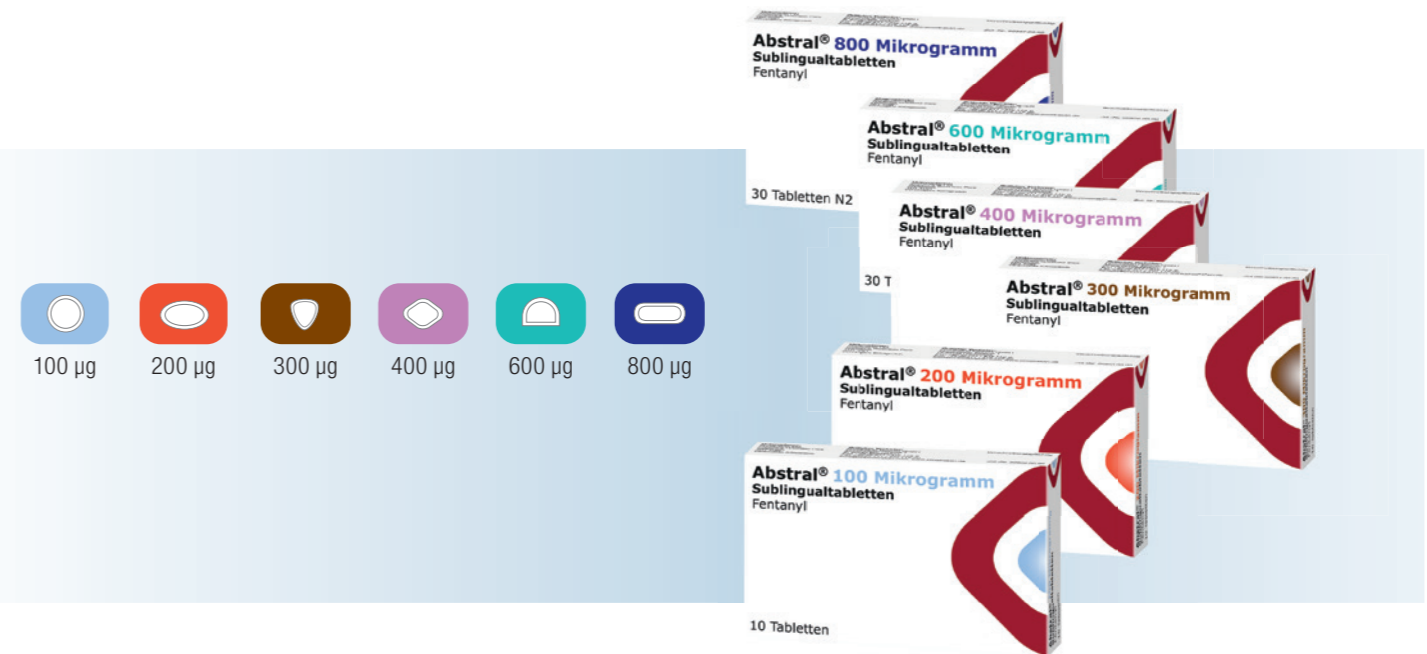 Abstral® 800 Mikrogramm
Sublingualtabletten
Fentanyl
30 Tabletten N2
Abstral® 600 Mikrogramm
Sublingualtabletten
Fentanyl
30 T
Abstral® 400 Mikrogramm
Sublingualtabletten
Fentanyl
Abstral® 300 Mikrogramm
Sublingualtabletten
Fentanyl
Abstral® 200 Mikrogramm
Sublingualtabletten
Fentanyl
Abstral® 100 Mikrogramm
Sublingualtabletten
Fentanyl
10 Tabletten
100 µg
200 µg
300 µg
400 µg
600 µg
800 µg